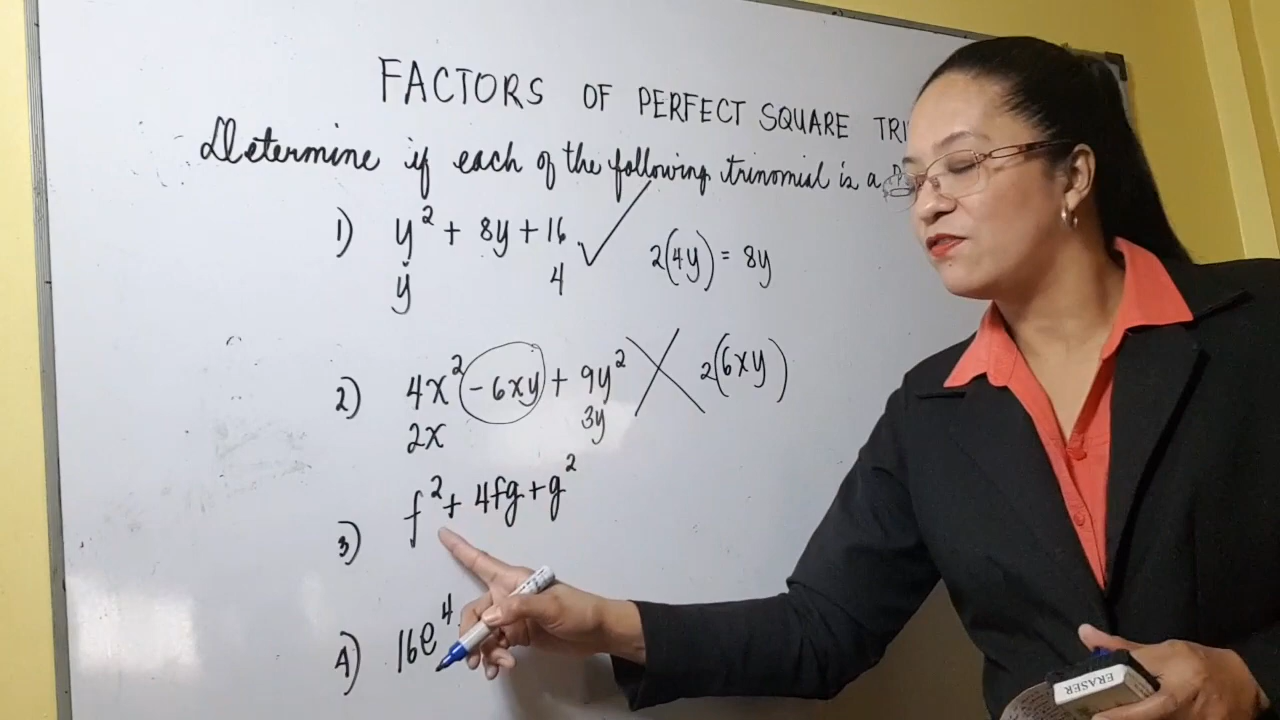 FACTORS OF PERFECT SQUARE
Determine if each of the following trinomial is a
1) y² + 8y + 16 ✓ 2(4y) = 8y
y 4
2) 4x² - 6xy + 9y² X 2(6xy)
2x 3y
3) f² + 4fg + g²
4) 16e⁴
ERASER